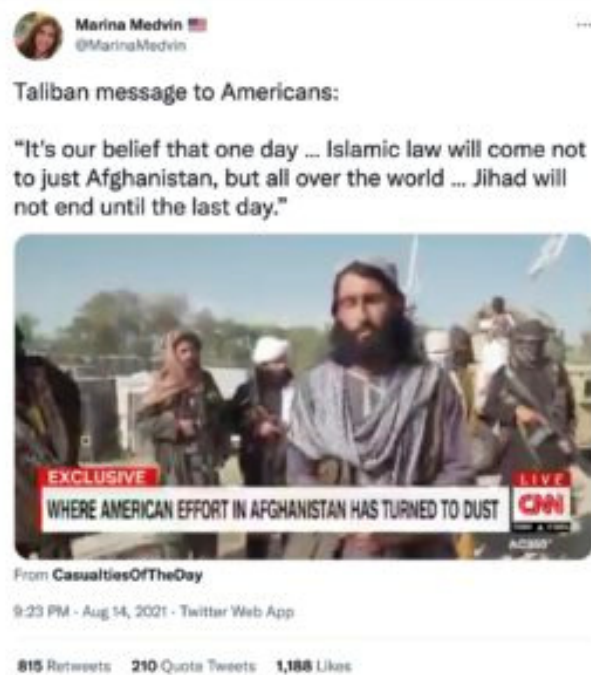 Marina Medvin 🇺🇸
@MarinaMedvin
Taliban message to Americans:
“It's our belief that one day ... Islamic law will come not
to just Afghanistan, but all over the world ... Jihad will
not end until the last day.”
EXCLUSIVE
WHERE AMERICAN EFFORT IN AFGHANISTAN HAS TURNED TO DUST
LIVE
CNN
AC360°
From CasualtiesOfTheDay
9:23 PM · Aug 14, 2021 · Twitter Web App
815 Retweets 210 Quote Tweets 1,188 Likes